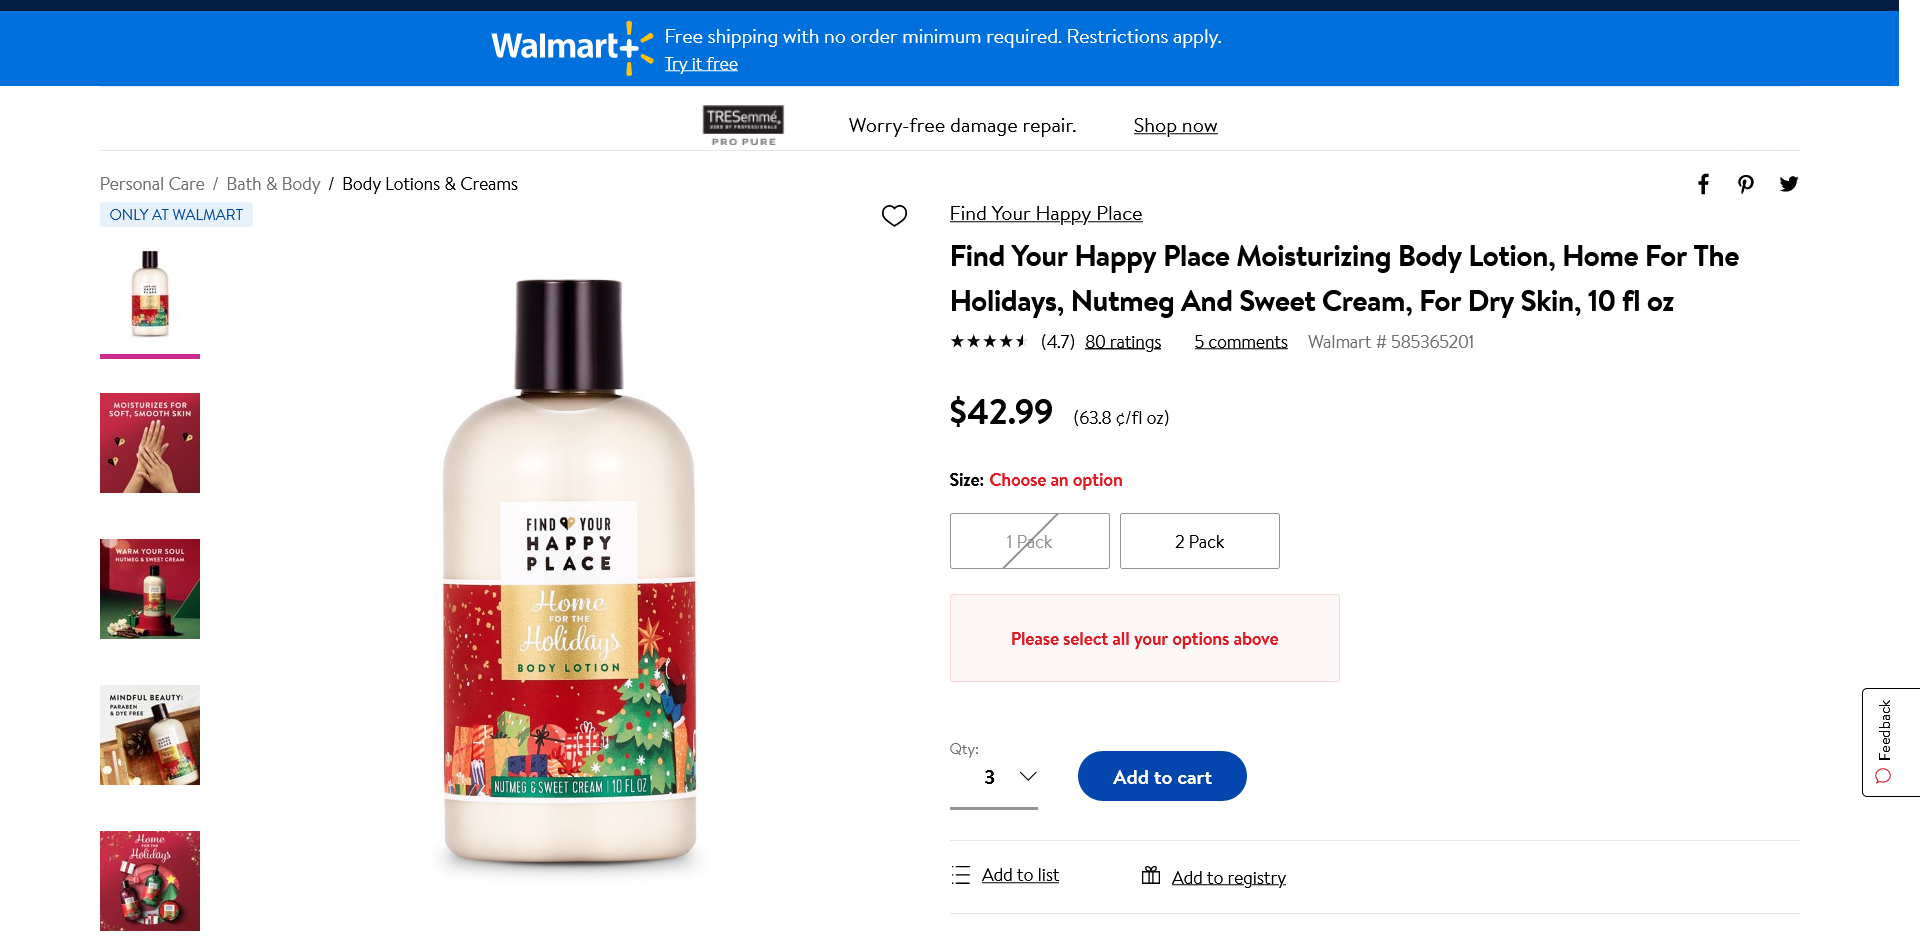 Walmart+
Free shipping with no order minimum required. Restrictions apply.
Try it free
TRESemmé
USED BY PROFESSIONALS
PRO PURE
Worry-free damage repair.
Shop now
Personal Care / Bath & Body / Body Lotions & Creams
ONLY AT WALMART
MOISTURIZES FOR
SOFT, SMOOTH SKIN
WARM YOUR SOUL
NUTMEG & SWEET CREAM
MINDFUL BEAUTY:
PARABEN
& DYE FREE
Home
FOR THE
Holidays
FIND YOUR
HAPPY
PLACE
Home
FOR THE
Holidays
BODY LOTION
NUTMEG & SWEET CREAM | 10 FL OZ
Find Your Happy Place
Find Your Happy Place Moisturizing Body Lotion, Home For The
Holidays, Nutmeg And Sweet Cream, For Dry Skin, 10 fl oz
(4.7) 80 ratings 5 comments Walmart # 585365201
$42.99 (63.8 ¢/fl oz)
Size: Choose an option
1 Pack
2 Pack
Please select all your options above
Qty:
3
Add to cart
Add to list
Add to registry
Feedback